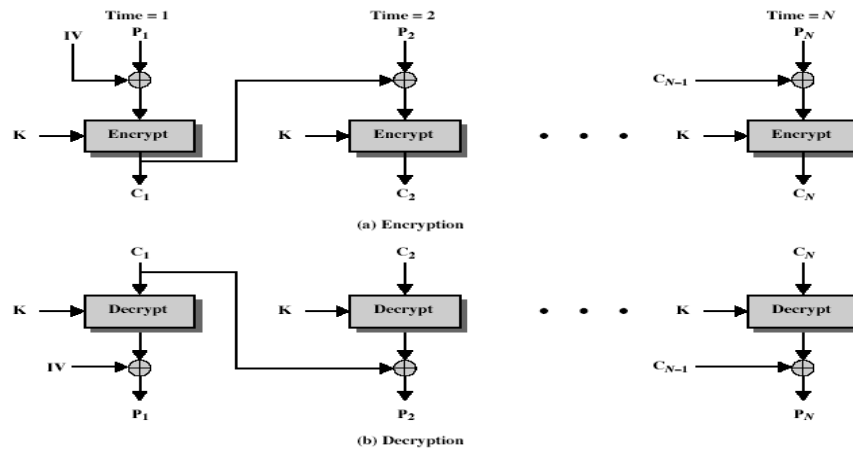 Time = 1 Time = 2 Time = N
IV P1 P2 PN
CN–1
K Encrypt K Encrypt • • • K Encrypt
C1 C2 CN
(a) Encryption
C1 C2 CN
K Decrypt K Decrypt • • • K Decrypt
IV CN–1
P1 P2 PN
(b) Decryption